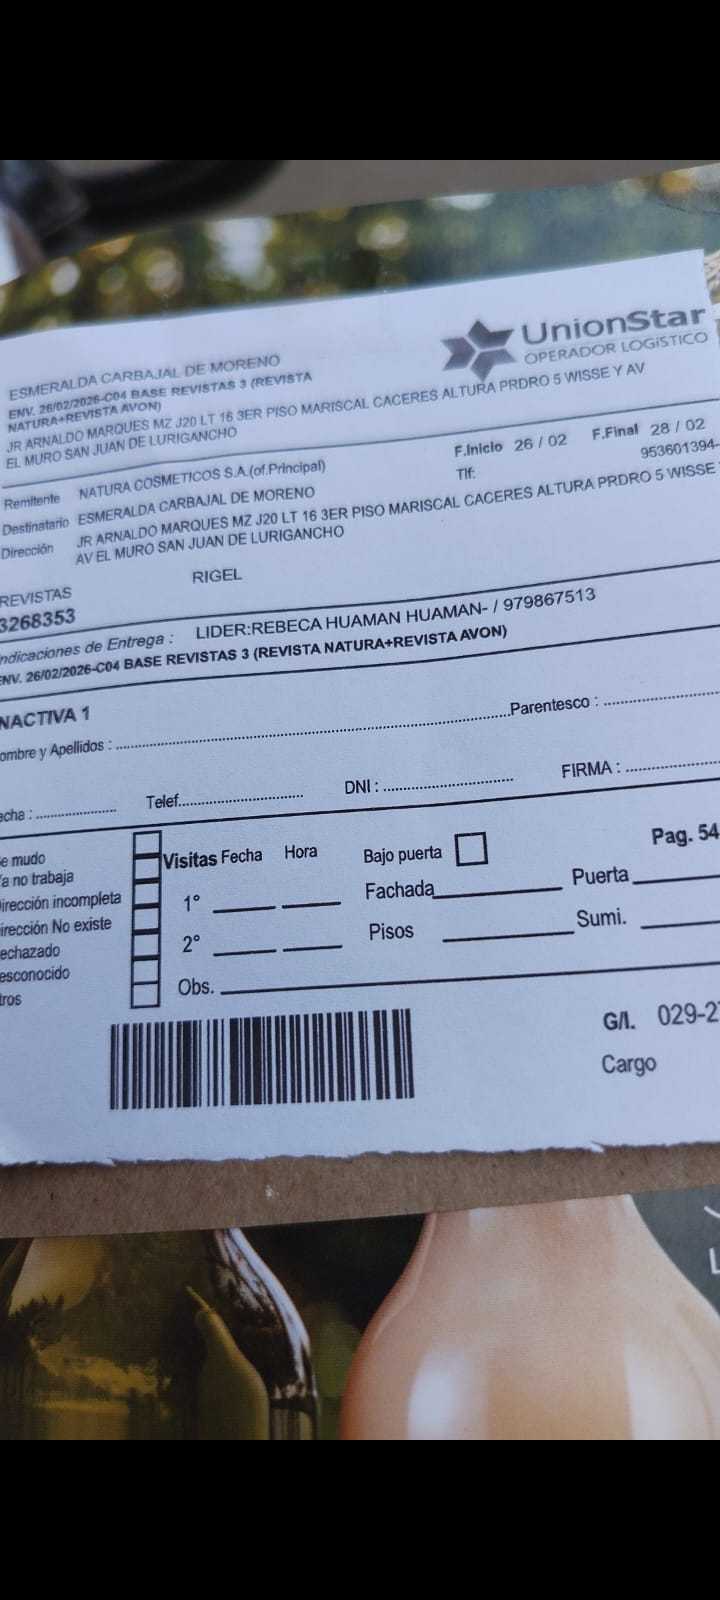 UnionStar
OPERADOR LOGÍSTICO
ESMERALDA CARBAJAL DE MORENO
ENV. 26/02/2026-C04 BASE REVISTAS 3 (REVISTA
NATURA+REVISTA AVON)
JR ARNALDO MARQUES MZ J20 LT 16 3ER PISO MARISCAL CACERES ALTURA PRDRO 5 WISSE Y AV
EL MURO SAN JUAN DE LURIGANCHO
F.Inicio 26 / 02 F.Final 28 / 02
Remitente NATURA COSMETICOS S.A.(of.Principal)
Tlf: 953601394-
Destinatario ESMERALDA CARBAJAL DE MORENO
Dirección JR ARNALDO MARQUES MZ J20 LT 16 3ER PISO MARISCAL CACERES ALTURA PRDRO 5 WISSE
AV EL MURO SAN JUAN DE LURIGANCHO
REVISTAS RIGEL
3268353
ndicaciones de Entrega : LIDER:REBECA HUAMAN HUAMAN- / 979867513
ENV. 26/02/2026-C04 BASE REVISTAS 3 (REVISTA NATURA+REVISTA AVON)
NACTIVA 1
ombre y Apellidos : Parentesco :
echa : Telef. DNI : FIRMA :
e mudo
a no trabaja
irección incompleta
irección No existe
echazado
esconocido
tros
Visitas Fecha Hora Bajo puerta Pag. 54
1° Fachada Puerta
2° Pisos Sumi.
Obs.
G/I. 029-2
Cargo